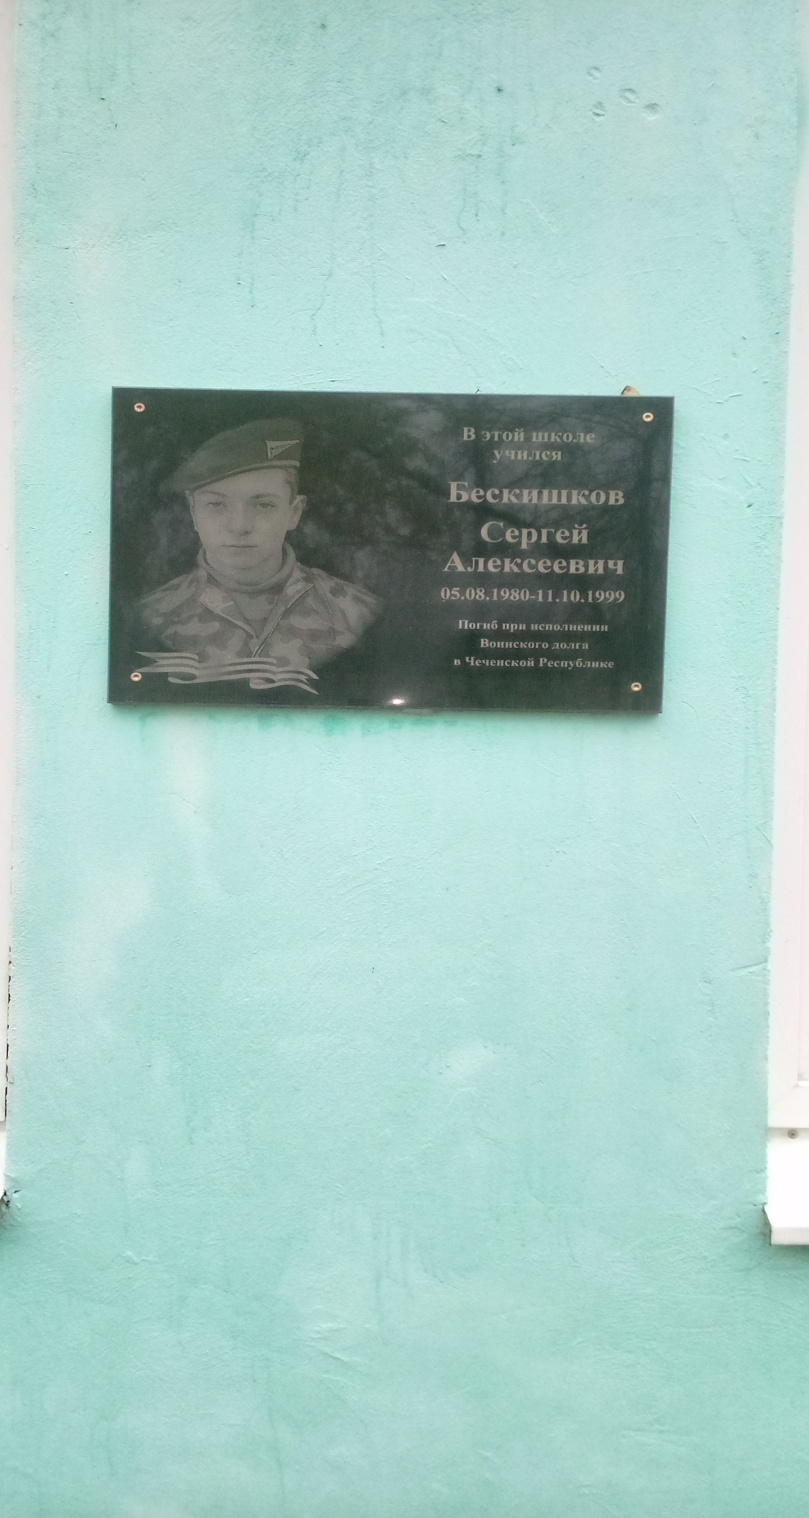 В этой школе
учился
Бескишков
Сергей
Алексеевич
05.08.1980-11.10.1999
Погиб при исполнении
Воинского долга
в Чеченской Республике